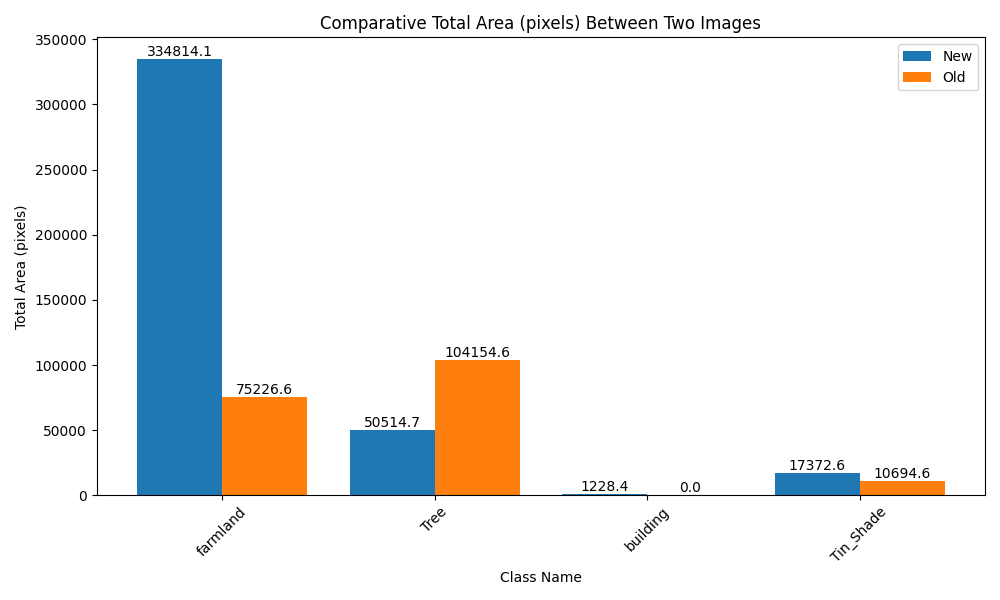 Comparative Total Area (pixels) Between Two Images
350000
300000
250000
200000
150000
100000
50000
0
Total Area (pixels)
334814.1
75226.6
50514.7
104154.6
1228.4
0.0
17372.6
10694.6
New
Old
farmland
Tree
building
Tin_Shade
Class Name